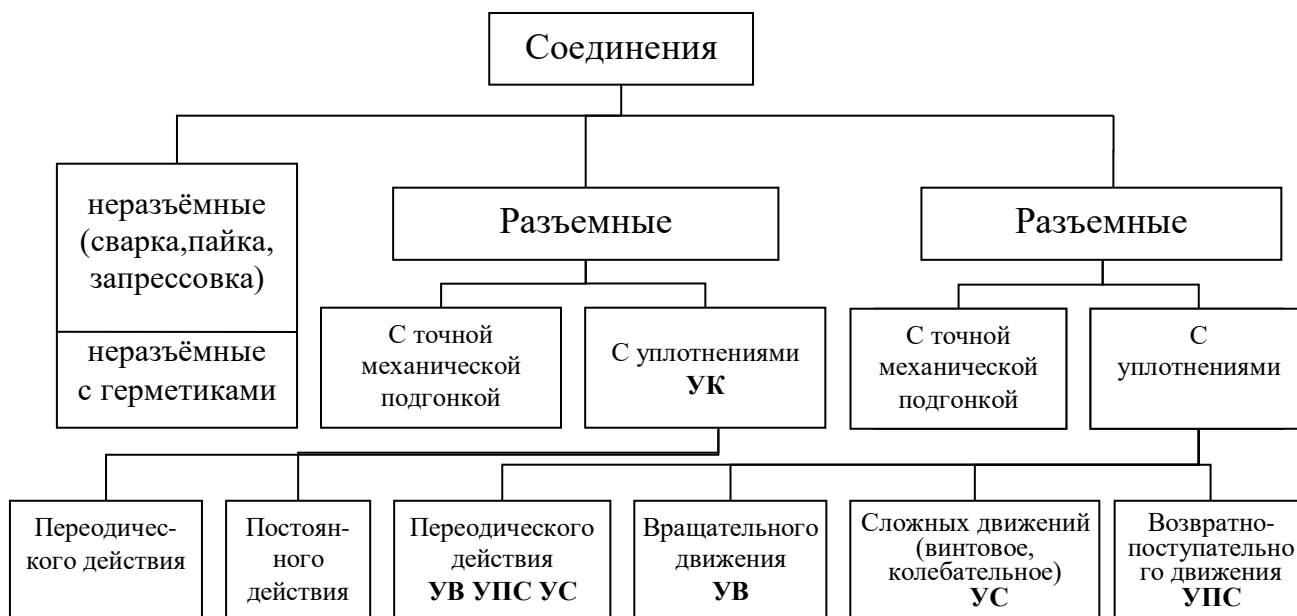 Соединения
неразъёмные
(сварка,пайка,
запрессовка)
неразъёмные
с герметиками
Разъемные
Разъемные
С точной
механической
подгонкой
С уплотнениями
УК
С точной
механической
подгонкой
С
уплотнениями
Переодичес-
кого действия
Постоян-
ного
действия
Переодического
действия
УВ УПС УС
Вращательного
движения
УВ
Сложных движений
(винтовое,
колебательное)
УС
Возвратно-
поступательно
го движения
УПС